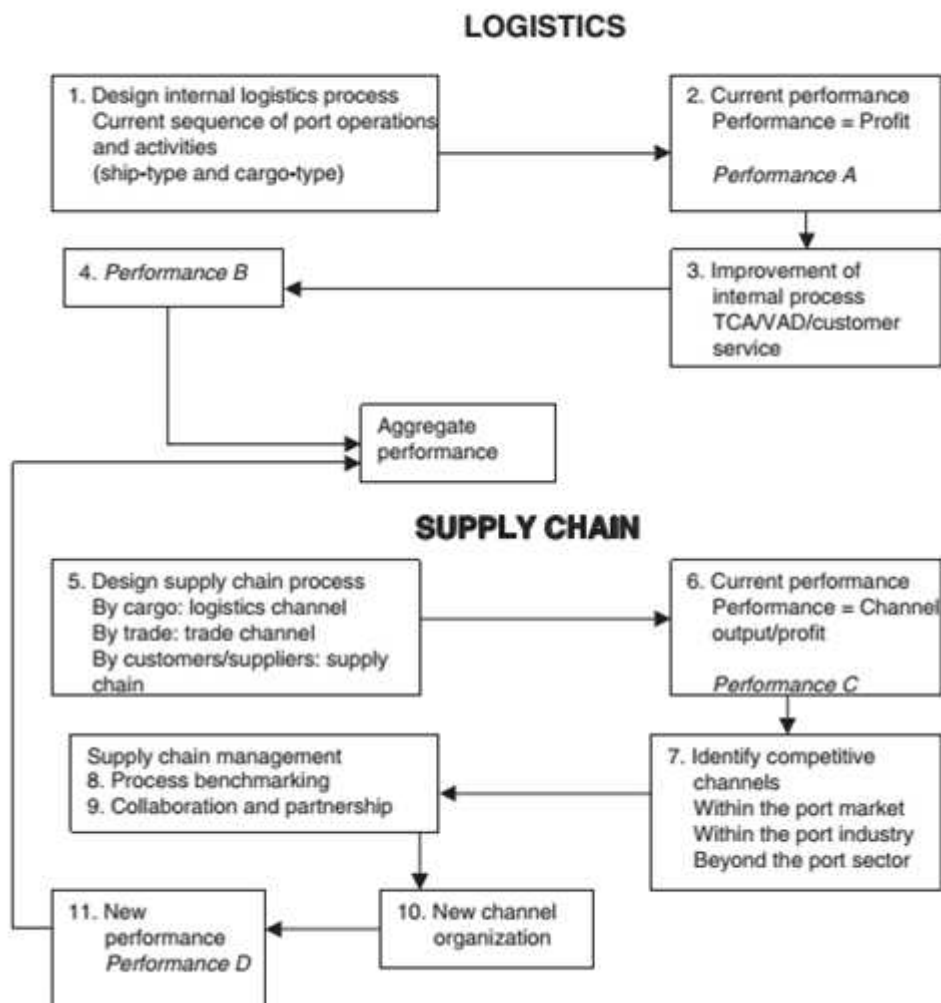 LOGISTICS
1. Design internal logistics process
Current sequence of port operations
and activities
(ship-type and cargo-type)
2. Current performance
Performance = Profit
Performance A
4. Performance B
3. Improvement of
internal process
TCA/VAD/customer
service
Aggregate
performance
SUPPLY CHAIN
5. Design supply chain process
By cargo: logistics channel
By trade: trade channel
By customers/suppliers: supply
chain
6. Current performance
Performance = Channel
output/profit
Performance C
Supply chain management
8. Process benchmarking
9. Collaboration and partnership
7. Identify competitive
channels
Within the port market
Within the port industry
Beyond the port sector
11. New
performance
Performance D
10. New channel
organization